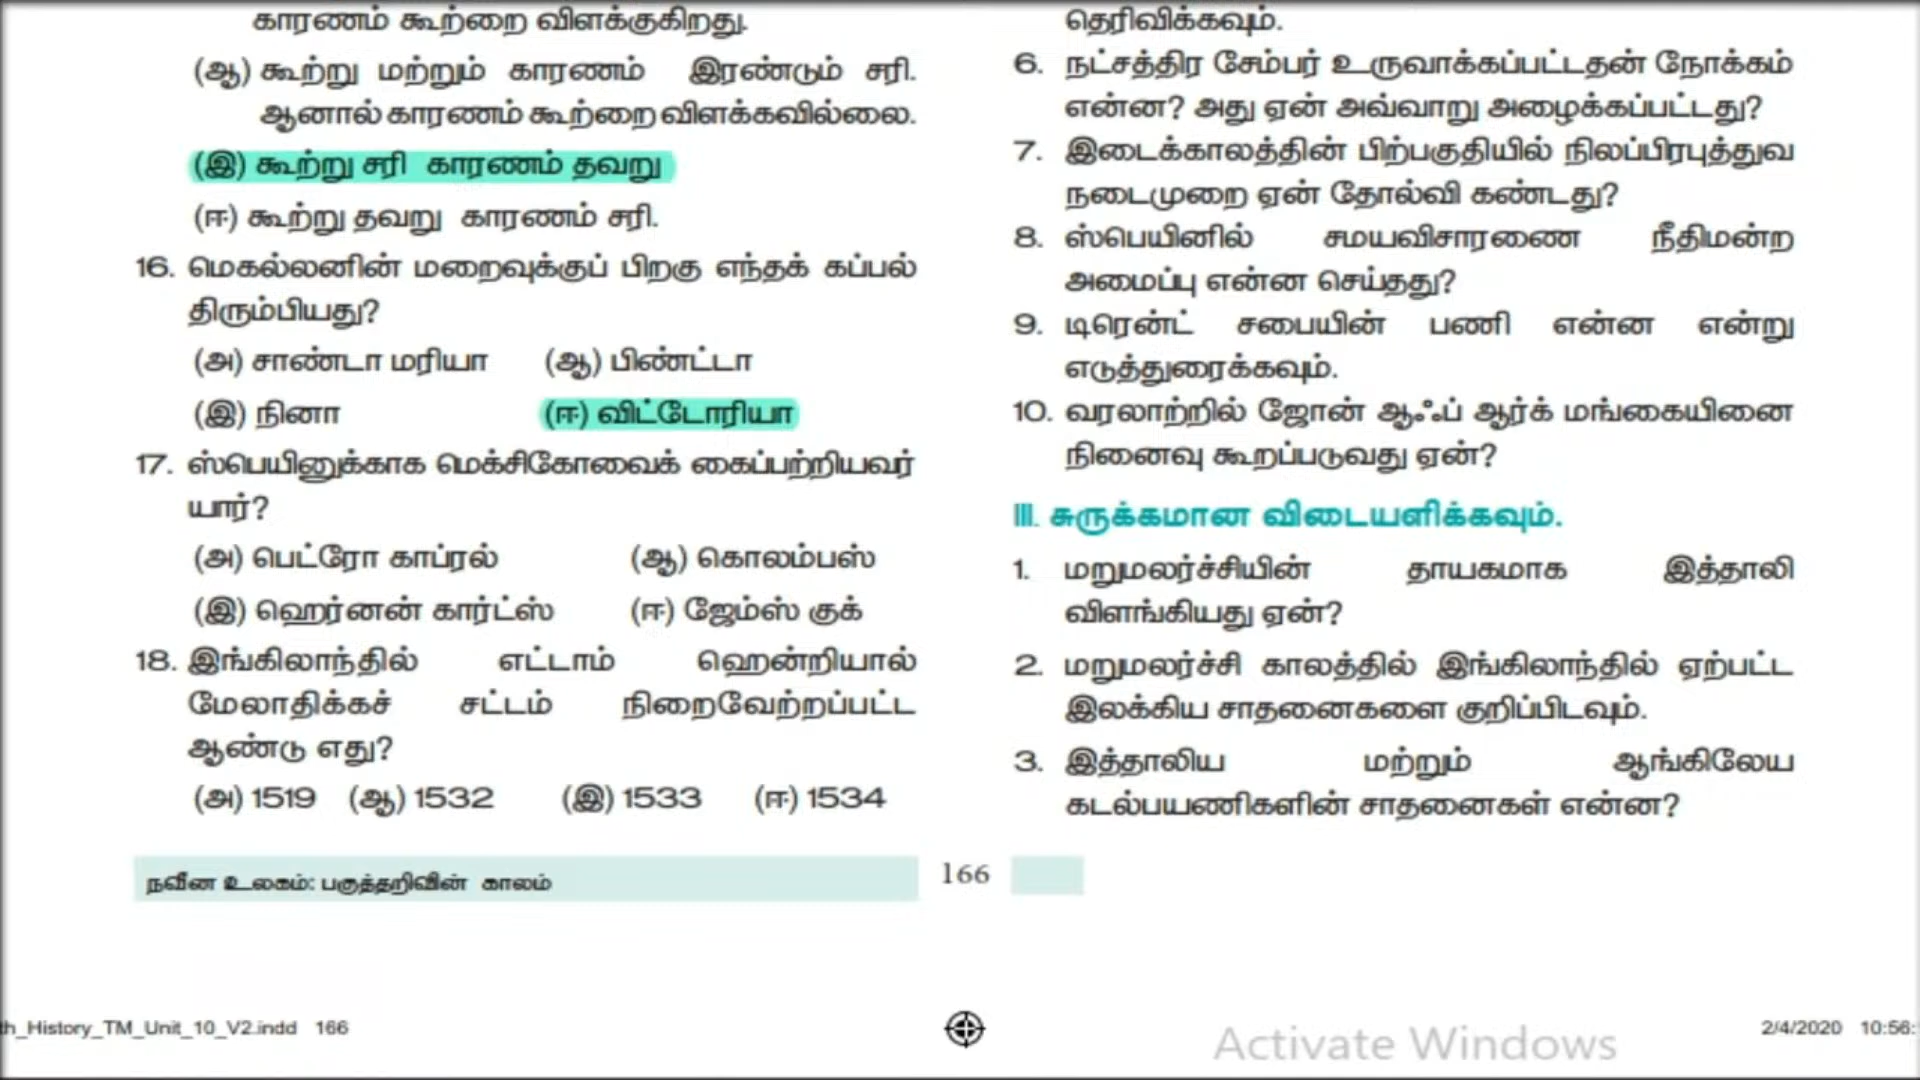 காரணம் கூற்றை விளக்குகிறது.
(ஆ) கூற்று மற்றும் காரணம் இரண்டும் சரி.
ஆனால் காரணம் கூற்றை விளக்கவில்லை.
(இ) கூற்று சரி காரணம் தவறு
(ஈ) கூற்று தவறு காரணம் சரி.
16. மெகல்லனின் மறைவுக்குப் பிறகு எந்தக் கப்பல்
திரும்பியது?
(அ) சாண்டா மரியா (ஆ) பிண்ட்டா
(இ) நினா (ஈ) விட்டோரியா
17. ஸ்பெயினுக்காக மெக்சிகோவைக் கைப்பற்றியவர்
யார்?
(அ) பெட்ரோ காப்ரல் (ஆ) கொலம்பஸ்
(இ) ஹெர்னன் கார்ட்ஸ் (ஈ) ஜேம்ஸ் குக்
18. இங்கிலாந்தில் எட்டாம் ஹென்றியால்
மேலாதிக்கச் சட்டம் நிறைவேற்றப்பட்ட
ஆண்டு எது?
(அ) 1519 (ஆ) 1532 (இ) 1533 (ஈ) 1534
தெரிவிக்கவும்.
6. நட்சத்திர சேம்பர் உருவாக்கப்பட்டதன் நோக்கம்
என்ன? அது ஏன் அவ்வாறு அழைக்கப்பட்டது?
7. இடைக்காலத்தின் பிற்பகுதியில் நிலப்பிரபுத்துவ
நடைமுறை ஏன் தோல்வி கண்டது?
8. ஸ்பெயினில் சமயவிசாரணை நீதிமன்ற
அமைப்பு என்ன செய்தது?
9. டிரென்ட் சபையின் பணி என்ன என்று
எடுத்துரைக்கவும்.
10. வரலாற்றில் ஜோன் ஆஃப் ஆர்க் மங்கையினை
நினைவு கூறப்படுவது ஏன்?
III. சுருக்கமான விடையளிக்கவும்.
1. மறுமலர்ச்சியின் தாயகமாக இத்தாலி
விளங்கியது ஏன்?
2. மறுமலர்ச்சி காலத்தில் இங்கிலாந்தில் ஏற்பட்ட
இலக்கிய சாதனைகளை குறிப்பிடவும்.
3. இத்தாலிய மற்றும் ஆங்கிலேய
கடல்பயணிகளின் சாதனைகள் என்ன?
நவீன உலகம்: பகுத்தறிவின் காலம்
166
th_History_TM_Unit_10_V2.indd 166
2/4/2020 10:56:
Activate Windows